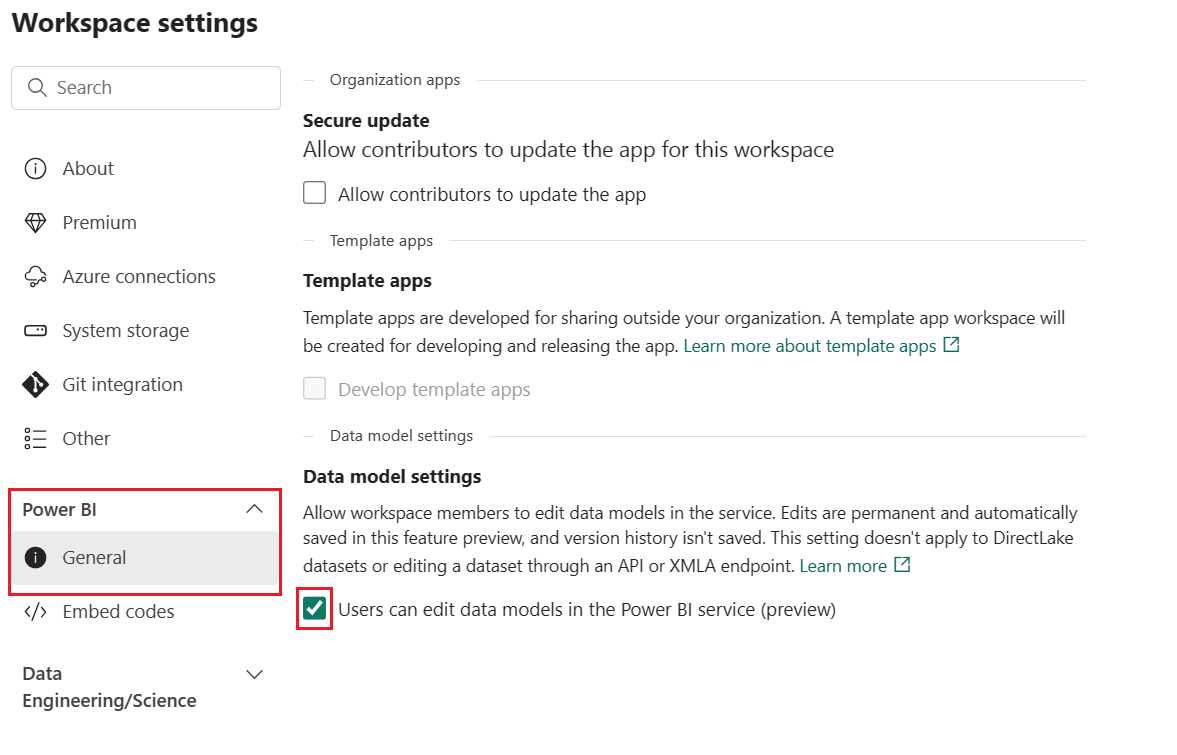 Workspace settings
Search
About
Premium
Azure connections
System storage
Git integration
Other
Power BI
General
Embed codes
Data
Engineering/Science
Organization apps
Secure update
Allow contributors to update the app for this workspace
Allow contributors to update the app
Template apps
Template apps
Template apps are developed for sharing outside your organization. A template app workspace will
be created for developing and releasing the app. Learn more about template apps
Develop template apps
Data model settings
Data model settings
Allow workspace members to edit data models in the service. Edits are permanent and automatically
saved in this feature preview, and version history isn't saved. This setting doesn't apply to DirectLake
datasets or editing a dataset through an API or XMLA endpoint. Learn more
Users can edit data models in the Power BI service (preview)